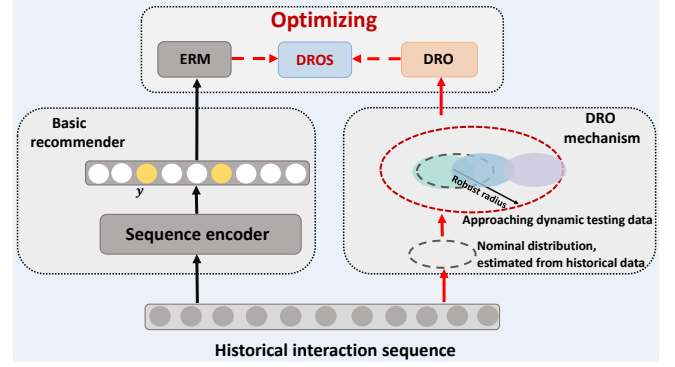 Optimizing
ERM
DROS
DRO
Basic
recommender
y
Sequence encoder
DRO
mechanism
Robust radius
Approaching dynamic testing data
Nominal distribution,
estimated from historical data
Historical interaction sequence